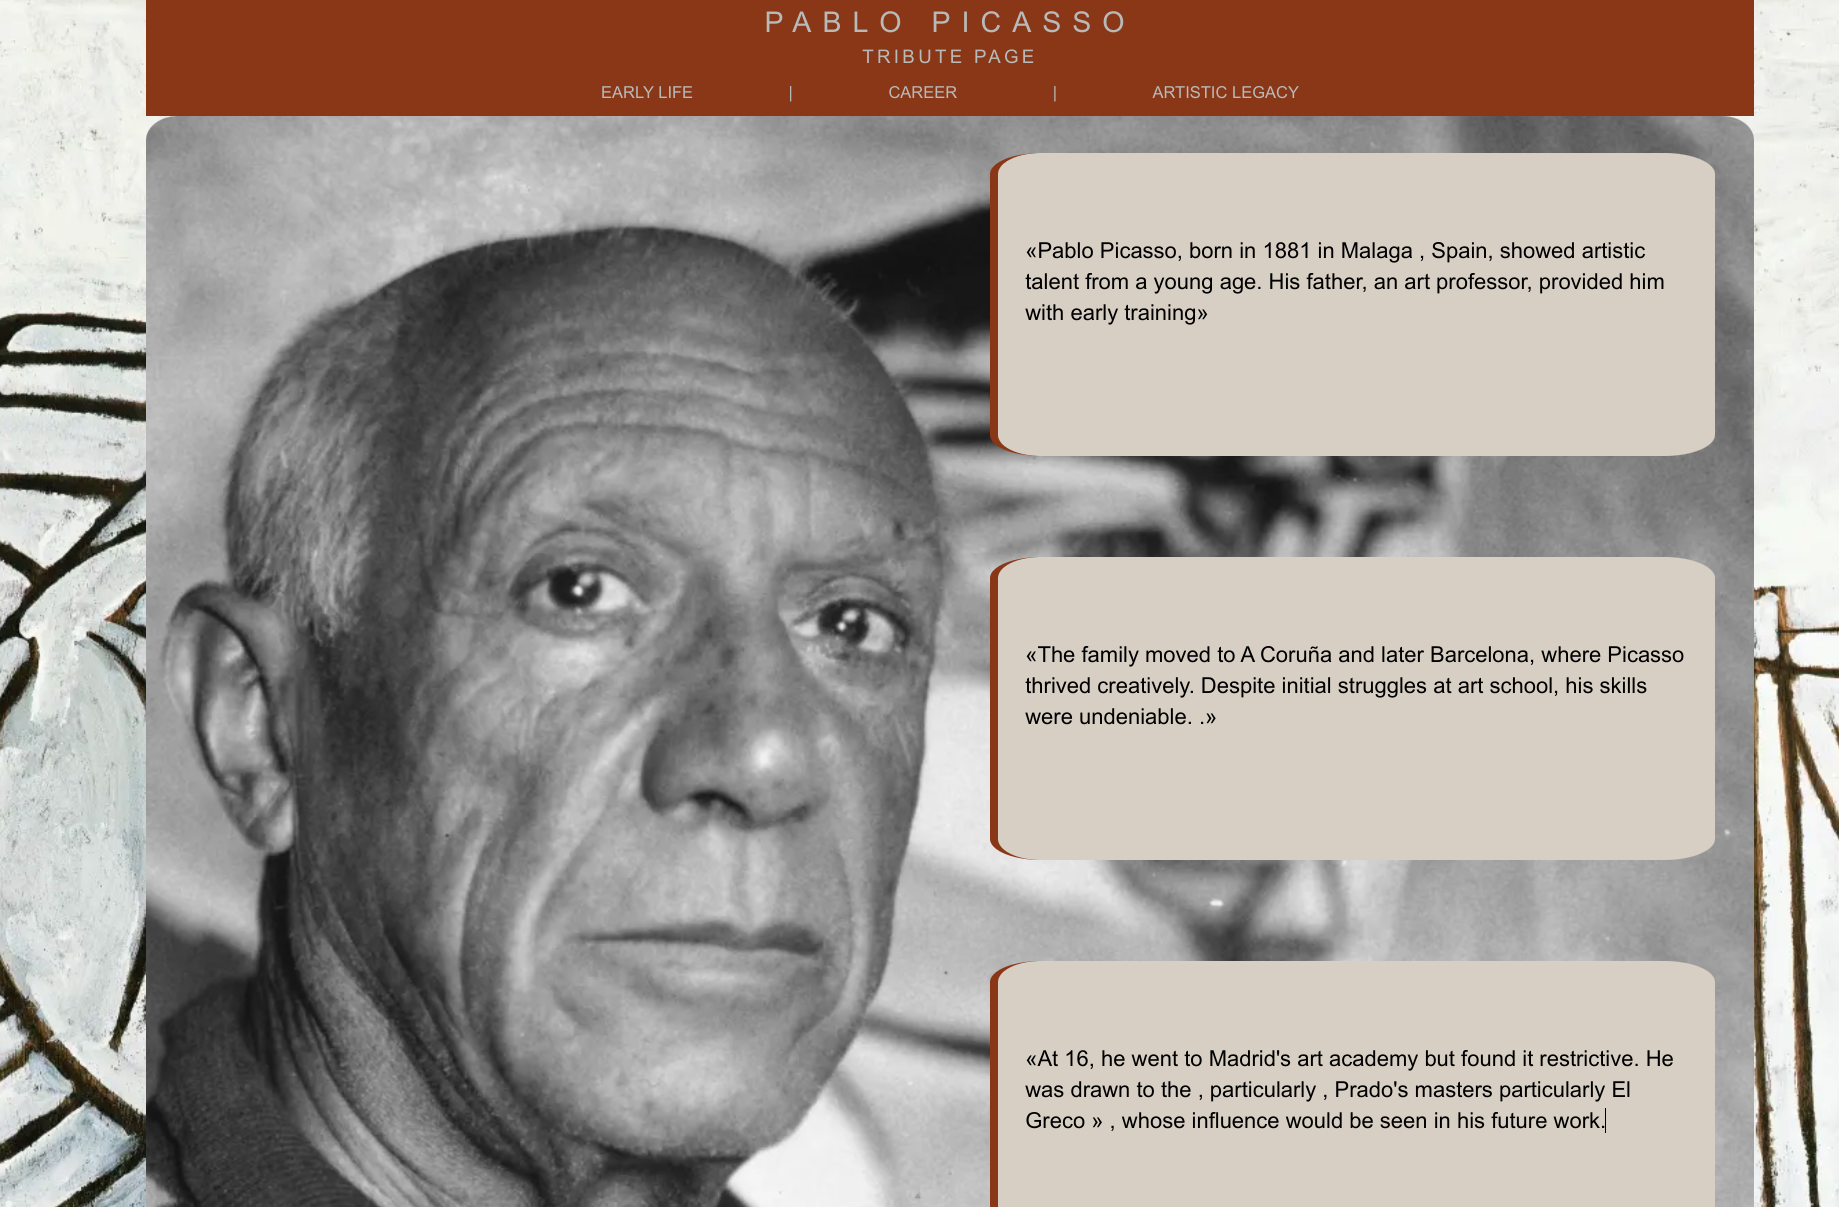 PABLO PICASSO
TRIBUTE PAGE
EARLY LIFE | CAREER | ARTISTIC LEGACY
«Pablo Picasso, born in 1881 in Malaga , Spain, showed artistic
talent from a young age. His father, an art professor, provided him
with early training»
«The family moved to A Coruña and later Barcelona, where Picasso
thrived creatively. Despite initial struggles at art school, his skills
were undeniable. .»
«At 16, he went to Madrid's art academy but found it restrictive. He
was drawn to the , particularly , Prado's masters particularly El
Greco » , whose influence would be seen in his future work.